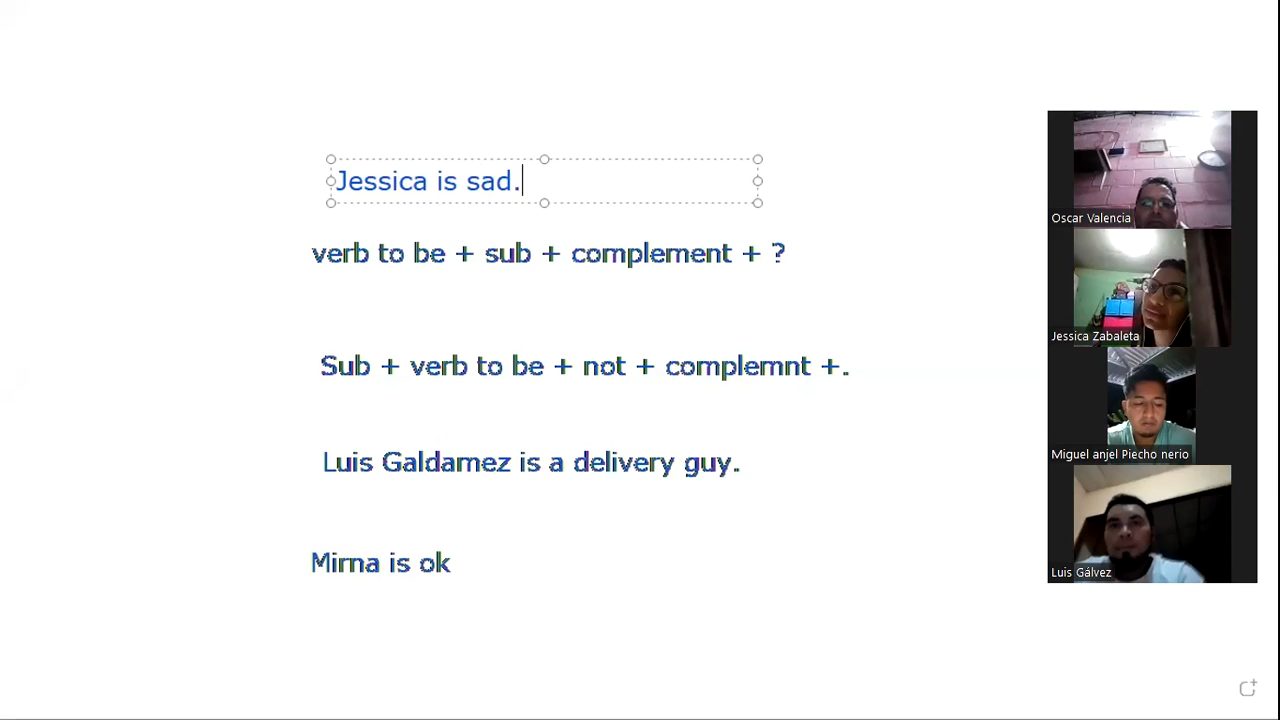 Jessica is sad.
verb to be + sub + complement + ?
Sub + verb to be + not + complemnt +.
Luis Galdamez is a delivery guy.
Mirna is ok
Oscar Valencia
Jessica Zabaleta
Miguel anjel Piecho nerio
Luis Gálvez